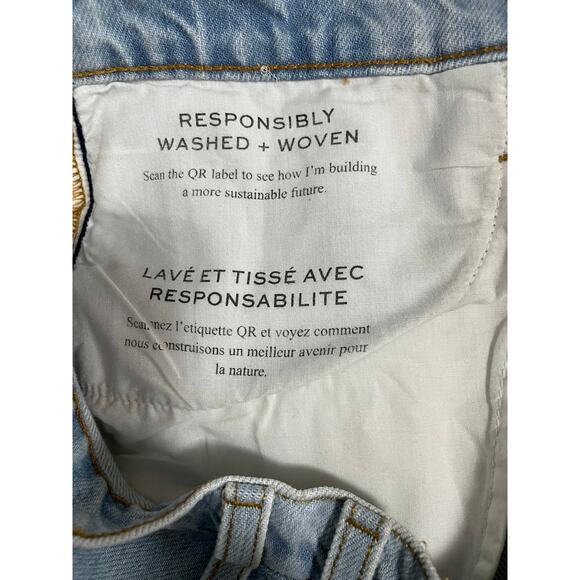 RESPONSIBLY
WASHED + WOVEN
Scan the QR label to see how I'm building
a more sustainable future.
LAVÉ ET TISSÉ AVEC
RESPONSABILITE
Scannez l'etiquette QR et voyez comment
nous construisons un meilleur avenir pour
la nature.